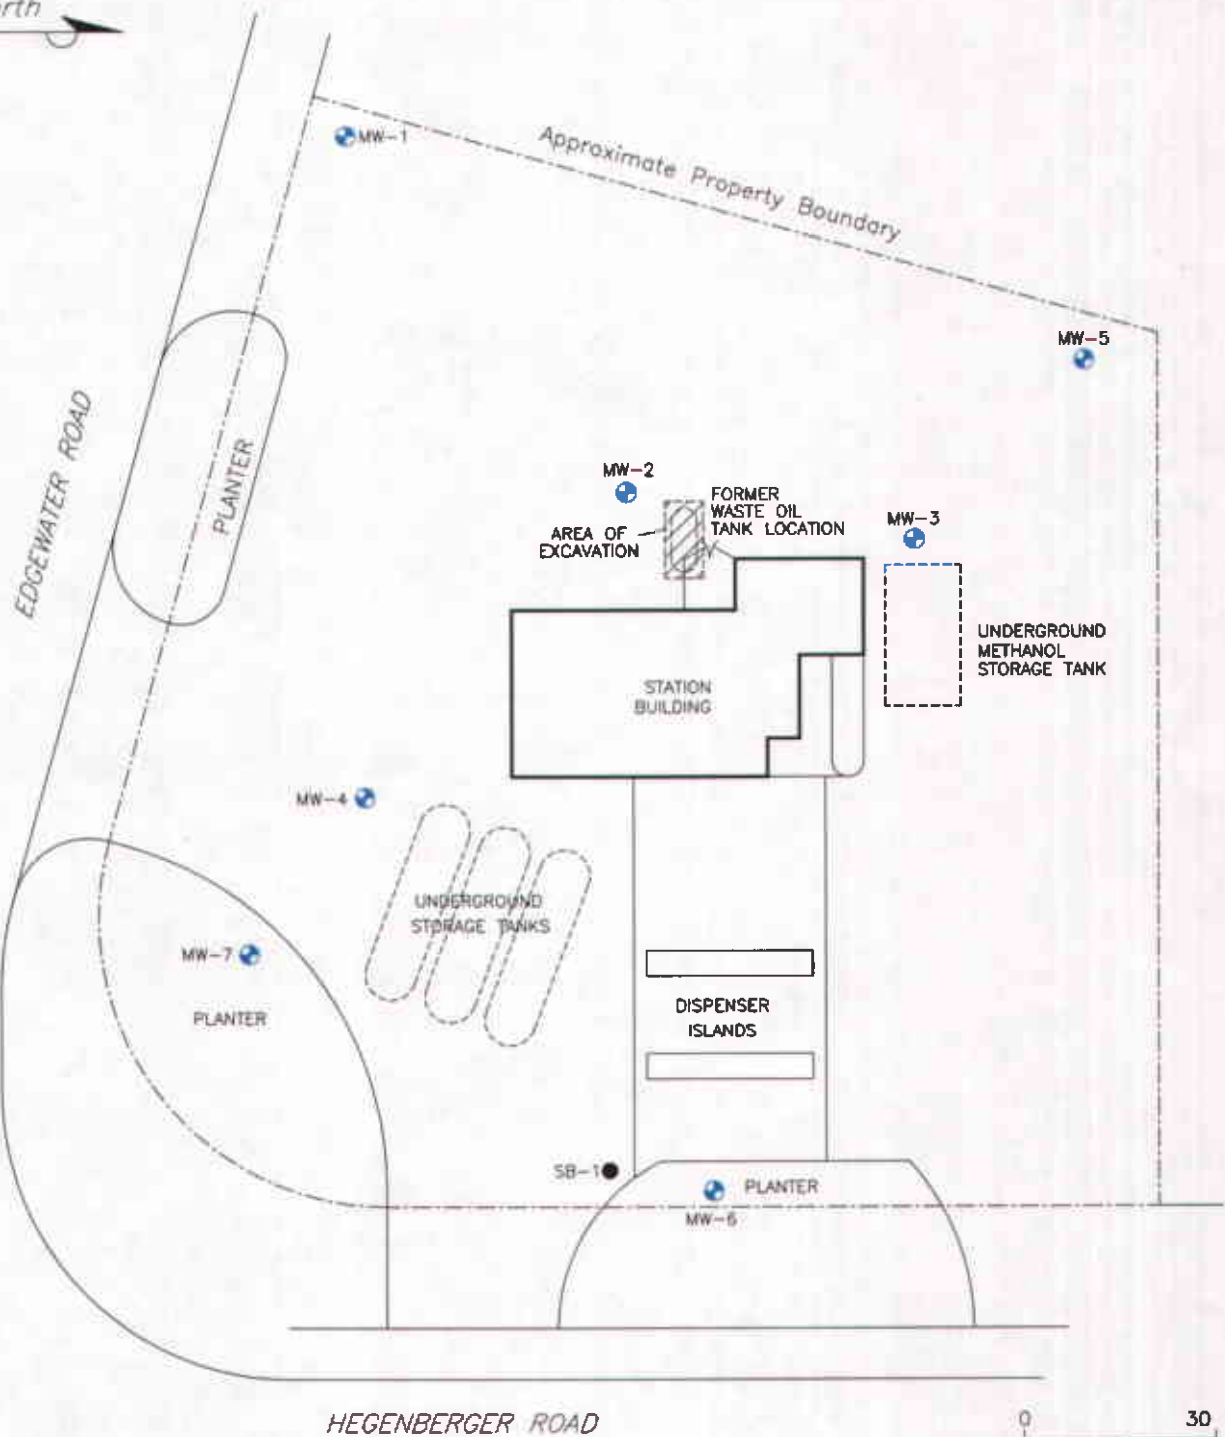 MW-1
Approximate Property Boundary
MW-5
EDGEWATER ROAD
PLANTER
MW-2
FORMER
WASTE OIL
TANK LOCATION
AREA OF
EXCAVATION
MW-3
UNDERGROUND
METHANOL
STORAGE TANK
STATION
BUILDING
MW-4
UNDERGROUND
STORAGE TANKS
MW-7
PLANTER
DISPENSER
ISLANDS
SB-1
PLANTER
MW-6
HEGENBERGER ROAD
0 30